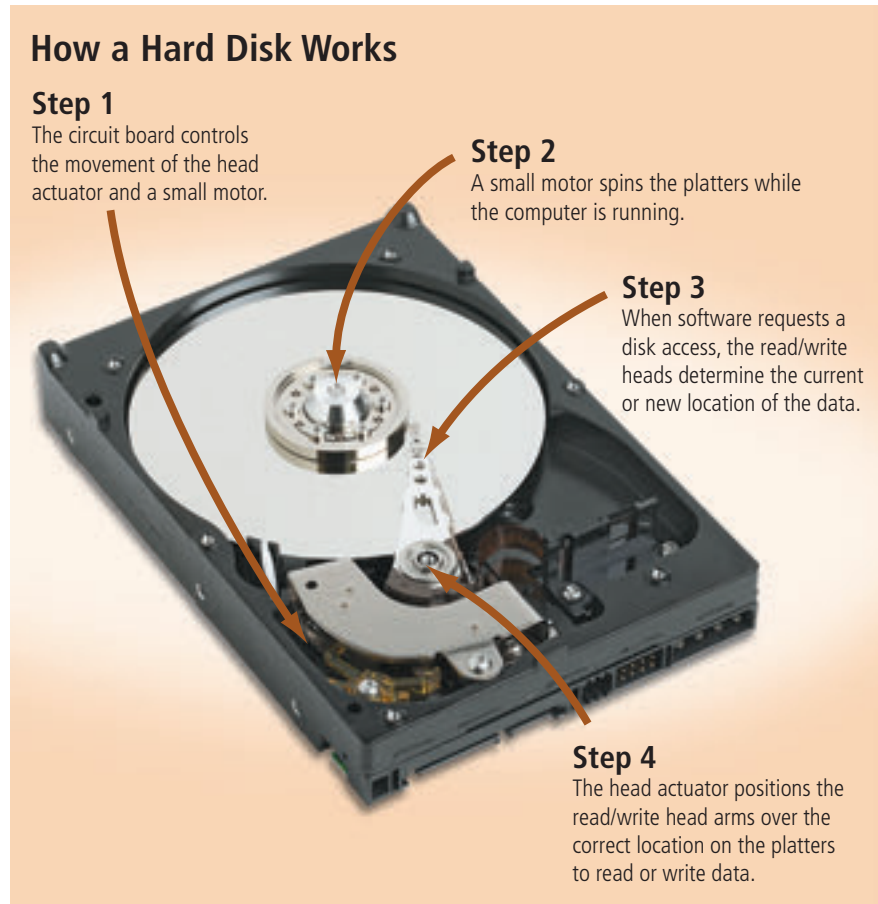 How a Hard Disk Works
Step 1
The circuit board controls
the movement of the head
actuator and a small motor.
Step 2
A small motor spins the platters while
the computer is running.
Step 3
When software requests a
disk access, the read/write
heads determine the current
or new location of the data.
Step 4
The head actuator positions the
read/write head arms over the
correct location on the platters
to read or write data.